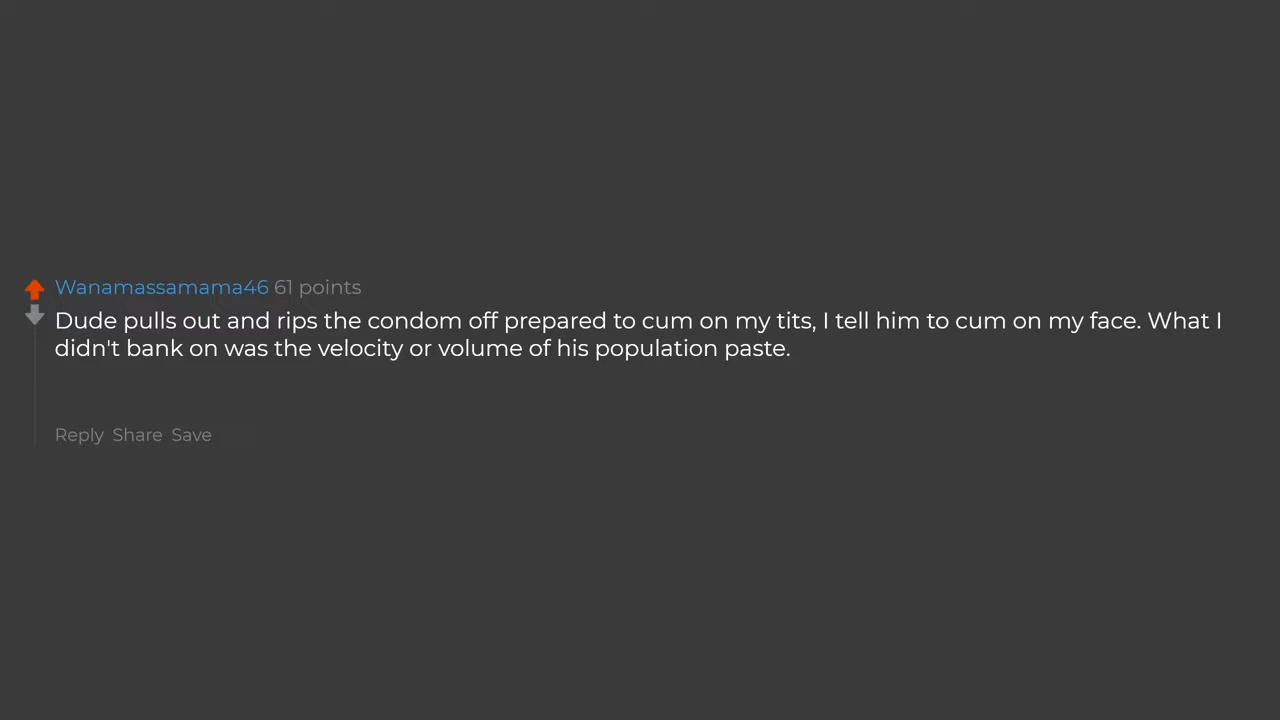 Wanamassamama46 61 points
Dude pulls out and rips the condom off prepared to cum on my tits, I tell him to cum on my face. What I
didn't bank on was the velocity or volume of his population paste.
Reply Share Save